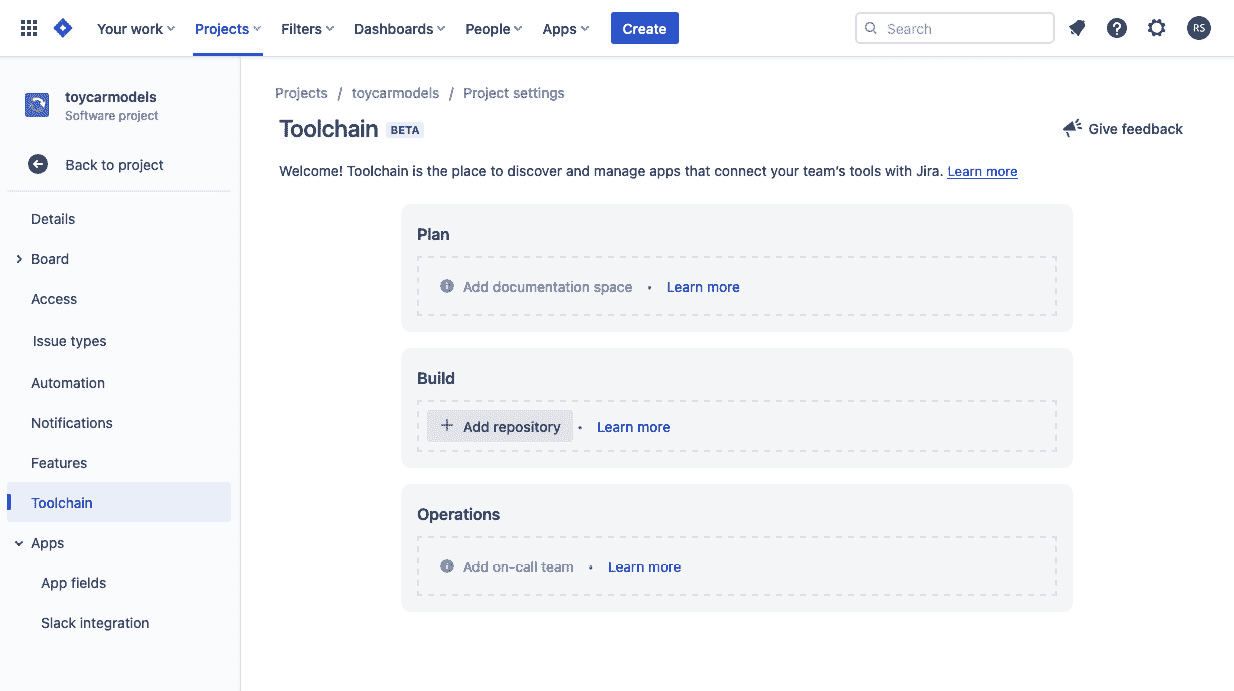 Your work Projects Filters Dashboards People Apps Create Search RS
toycarmodels
Software project
Back to project
Details
Board
Access
Issue types
Automation
Notifications
Features
Toolchain
Apps
App fields
Slack integration
Projects / toycarmodels / Project settings
Toolchain BETA
Give feedback
Welcome! Toolchain is the place to discover and manage apps that connect your team's tools with Jira. Learn more
Plan
Add documentation space • Learn more
Build
+ Add repository • Learn more
Operations
Add on-call team • Learn more